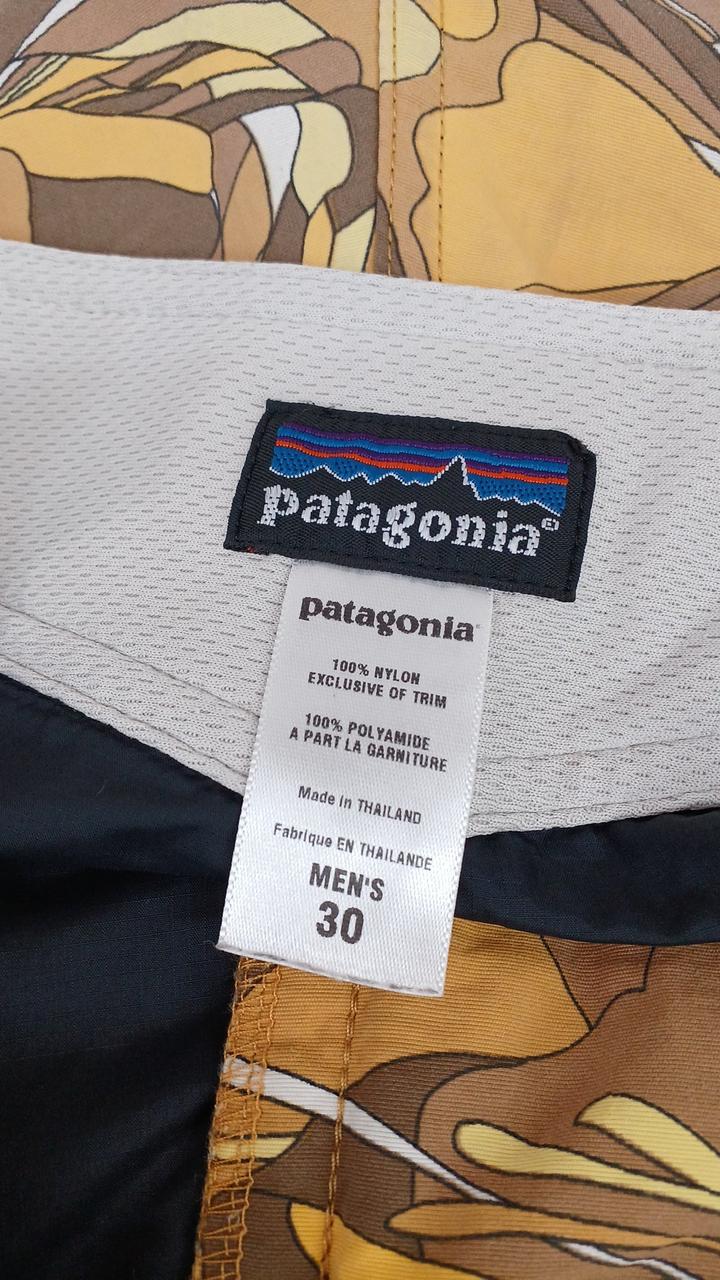 patagonia®
patagonia®
100% NYLON
EXCLUSIVE OF TRIM
100% POLYAMIDE
A PART LA GARNITURE
Made in THAILAND
Fabrique EN THAILANDE
MEN'S
30